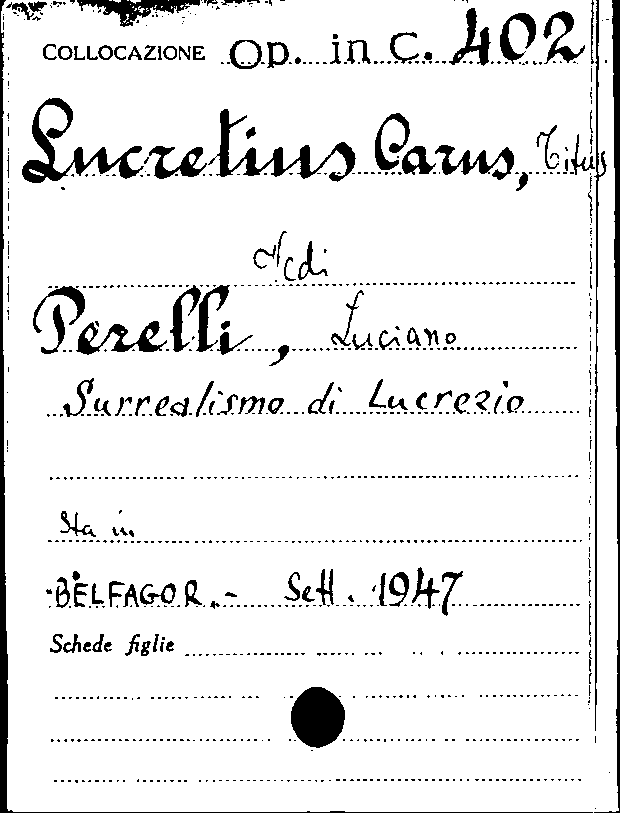 COLLOCAZIONE Op. in C. 402
Lucretius Carus, Titus
Vedi
Perelli, Luciano
Surrealismo di Lucrezio
Sta in
BELFAGOR.- Sett. 1947
Schede figlie